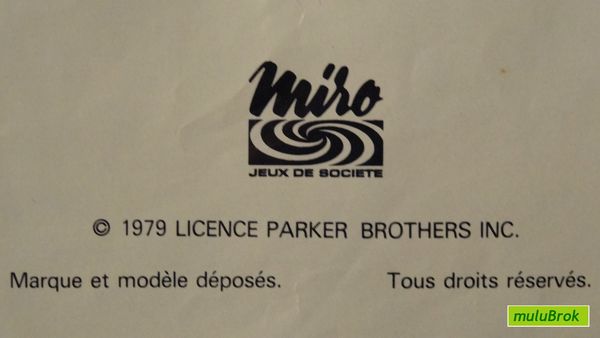 miro
JEUX DE SOCIETE
© 1979 LICENCE PARKER BROTHERS INC.
Marque et modèle déposés. Tous droits réservés.
muluBrok